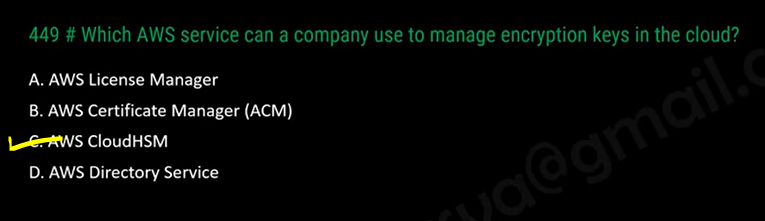 449 # Which AWS service can a company use to manage encryption keys in the cloud?
A. AWS License Manager
B. AWS Certificate Manager (ACM)
C. AWS CloudHSM
D. AWS Directory Service